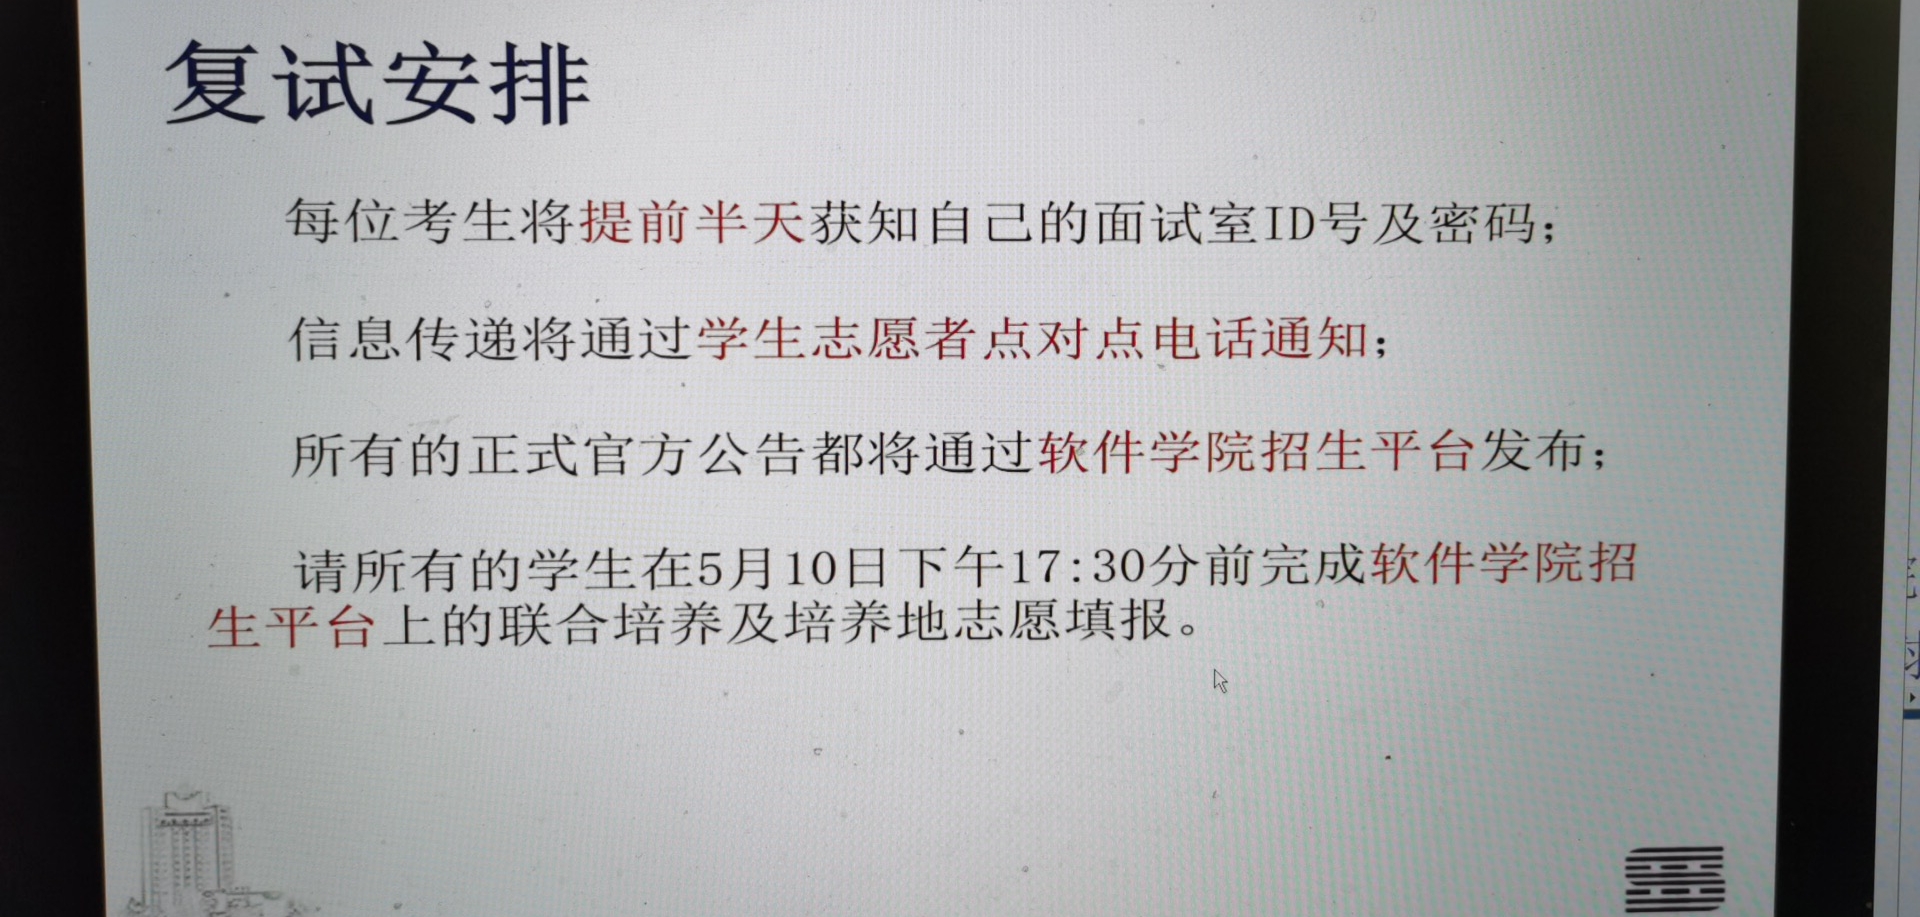 复试安排
每位考生将提前半天获知自己的面试室ID号及密码；
信息传递将通过学生志愿者点对点电话通知；
所有的正式官方公告都将通过软件学院招生平台发布；
请所有的学生在5月10日下午17:30分前完成软件学院招
生平台上的联合培养及培养地志愿填报。